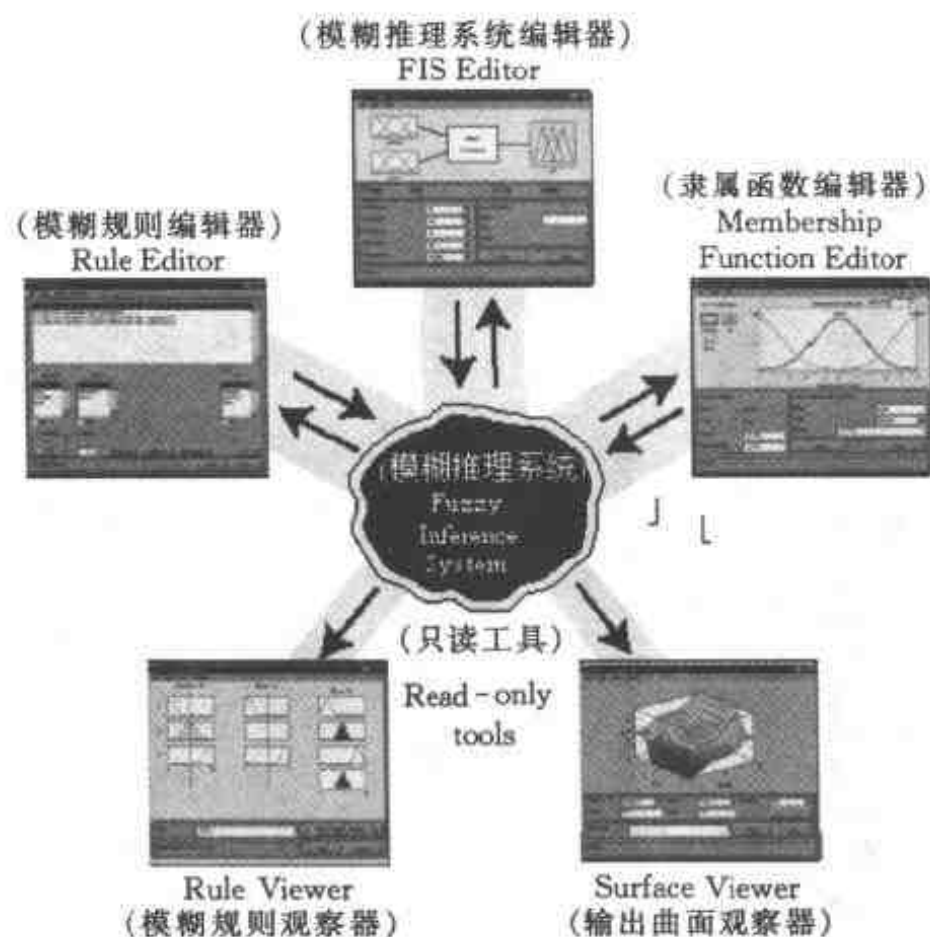 (模糊推理系统编辑器)
FIS Editor
(隶属函数编辑器)
Membership
Function Editor
(模糊规则编辑器)
Rule Editor
(模糊推理系统)
Fuzzy
Inference
System
(只读工具)
Read-only
tools
Rule Viewer
(模糊规则观察器)
Surface Viewer
(输出曲面观察器)